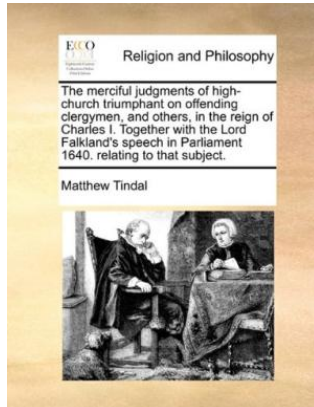 ECCO
Religion and Philosophy
The merciful judgments of high-
church triumphant on offending
clergymen, and others, in the reign of
Charles I. Together with the Lord
Falkland's speech in Parliament
1640. relating to that subject.
Matthew Tindal